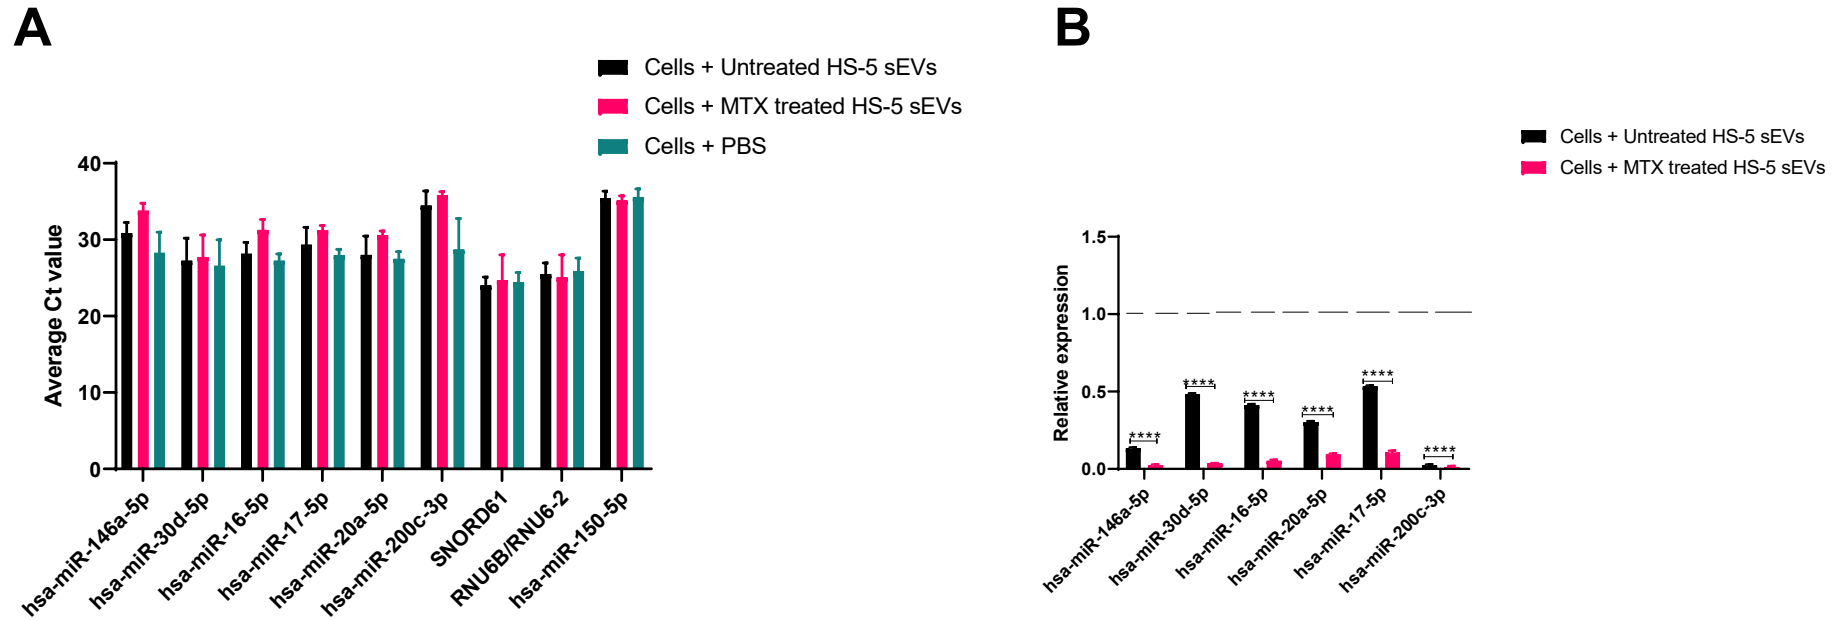 A
Cells + Untreated HS-5 sEVs
Cells + MTX treated HS-5 sEVs
Cells + PBS
Average Ct value
40
30
20
10
0
hsa-miR-146a-5p
hsa-miR-30d-5p
hsa-miR-16-5p
hsa-miR-17-5p
hsa-miR-20a-5p
hsa-miR-200c-3p
SNORD61
RNU6B/RNU6-2
hsa-miR-150-5p
B
Cells + Untreated HS-5 sEVs
Cells + MTX treated HS-5 sEVs
Relative expression
1.5
1.0
0.5
0.0
****
****
****
****
****
****
hsa-miR-146a-5p
hsa-miR-30d-5p
hsa-miR-16-5p
hsa-miR-20a-5p
hsa-miR-17-5p
hsa-miR-200c-3p